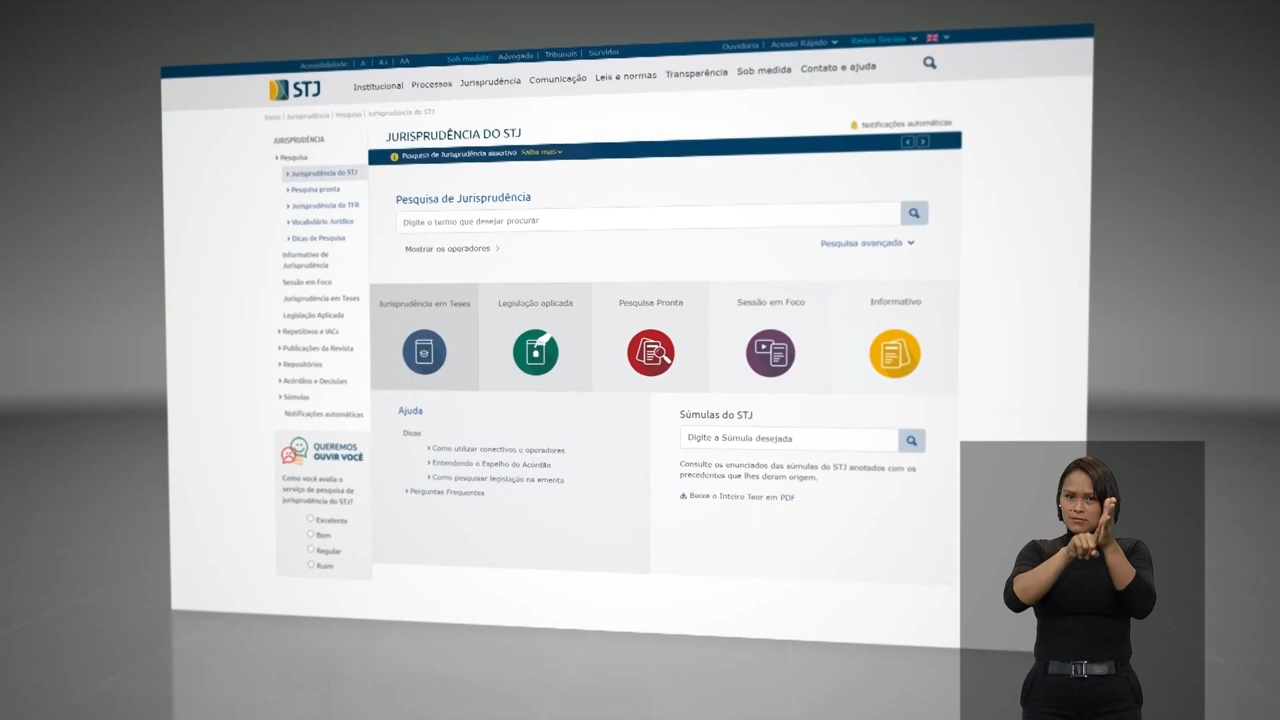 Acessibilidade: | A- | A+ | AA
Sob medida: Advogado | Tribunais | Servidor
Ouvidoria | Acesso Rápido
Redes Sociais
STJ
Institucional Processos Jurisprudência Comunicação Leis e normas Transparência Sob medida Contato e ajuda
Início | Jurisprudência | Pesquisa | Jurisprudência do STJ
JURISPRUDÊNCIA
Pesquisa
Jurisprudência do STJ
Pesquisa pronta
Jurisprudência do TFR
Vocabulário Jurídico
Dicas de Pesquisa
Informativo de
Jurisprudência
Sessão em Foco
Jurisprudência em Teses
Legislação Aplicada
Repetitivos e IACs
Publicações da Revista
Repositórios
Acórdãos e Decisões
Súmulas
Notificações automáticas
QUEREMOS
OUVIR VOCÊ
Como você avalia o
serviço de pesquisa de
jurisprudência do STJ?
Excelente
Bom
Regular
Ruim
JURISPRUDÊNCIA DO STJ
Notificações automáticas
Pesquisa de Jurisprudência assertiva Saiba mais
Pesquisa de Jurisprudência
Digite o termo que desejar procurar
Mostrar os operadores >
Pesquisa avançada
Jurisprudência em Teses
Legislação aplicada
Pesquisa Pronta
Sessão em Foco
Informativo
Ajuda
Dicas
Como utilizar conectivos e operadores
Entendendo o Espelho do Acórdão
Como pesquisar legislação na ementa
Perguntas Frequentes
Súmulas do STJ
Digite a Súmula desejada
Consulte os enunciados das súmulas do STJ anotados com os
precedentes que lhes deram origem.
Baixe o Inteiro Teor em PDF